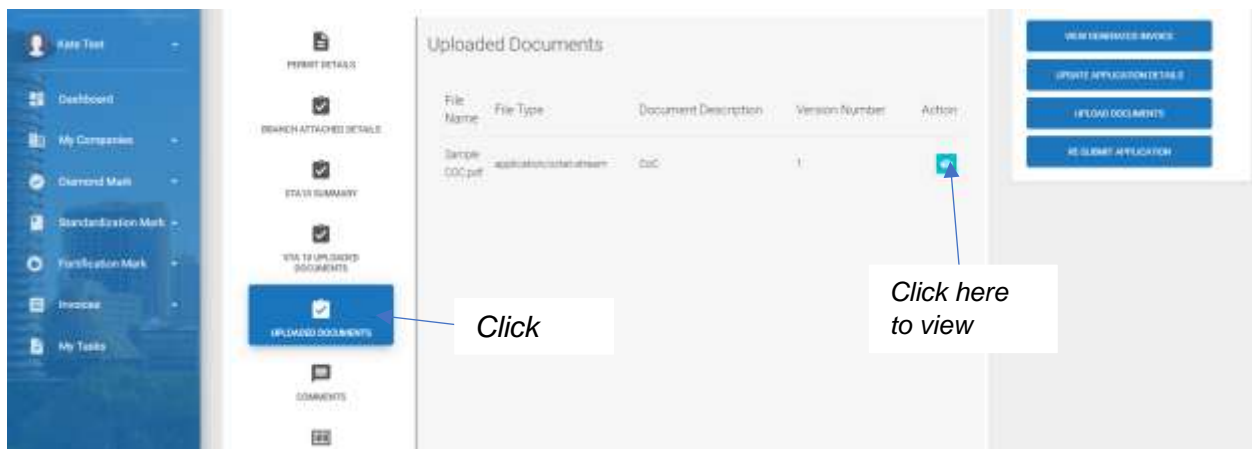 Kate Test
Dashboard
My Companies
Diamond Mark
Standardization Mark
Fortification Mark
Invoices
My Tasks
PERMIT DETAILS
BRANCH ATTACHED DETAILS
STA10 SUMMARY
STA 10 UPLOADED
DOCUMENTS
UPLOADED DOCUMENTS
COMMENTS
Uploaded Documents
File
Name
File Type
Document Description
Version Number
Action
Sample
COC.pdf
application/octet-stream
COC
1
Click
Click here
to view
VIEW GENERATED INVOICE
UPDATE APPLICATION DETAILS
UPLOAD DOCUMENTS
RE-SUBMIT APPLICATION